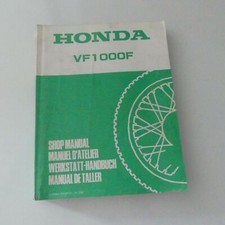 HONDA
VF1000F
SHOP MANUAL
MANUEL D'ATELIER
WERKSTATT-HANDBUCH
MANUAL DE TALLER